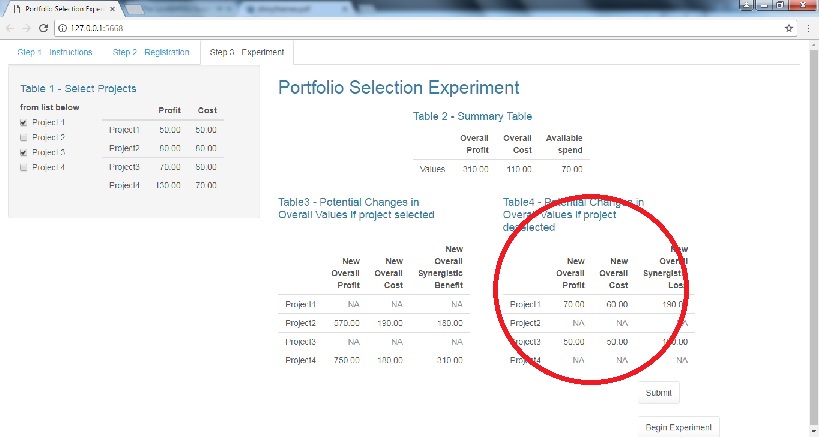 Portfolio Selection Exper
127.0.0.1:5668
Step 1 Instructions Step 2 Registration Step 3 Experiment
Table 1 - Select Projects
from list below
Project 1
Project 2
Project 3
Project 4
Profit Cost
Project1 50.00 50.00
Project2 80.00 80.00
Project3 70.00 60.00
Project4 130.00 70.00
Portfolio Selection Experiment
Table 2 - Summary Table
Overall Profit Overall Cost Available spend
Values 310.00 110.00 70.00
Table3 - Potential Changes in
Overall Values if project selected
New Overall Profit New Overall Cost New Overall Synergistic Benefit
Project1 NA NA NA
Project2 570.00 190.00 180.00
Project3 NA NA NA
Project4 750.00 180.00 310.00
Table4 - Potential Changes in
Overall Values if project
deselected
New Overall Profit New Overall Cost New Overall Synergistic Loss
Project1 70.00 60.00 190.00
Project2 NA NA NA
Project3 50.00 50.00
Project4 NA NA NA
Submit
Begin Experiment